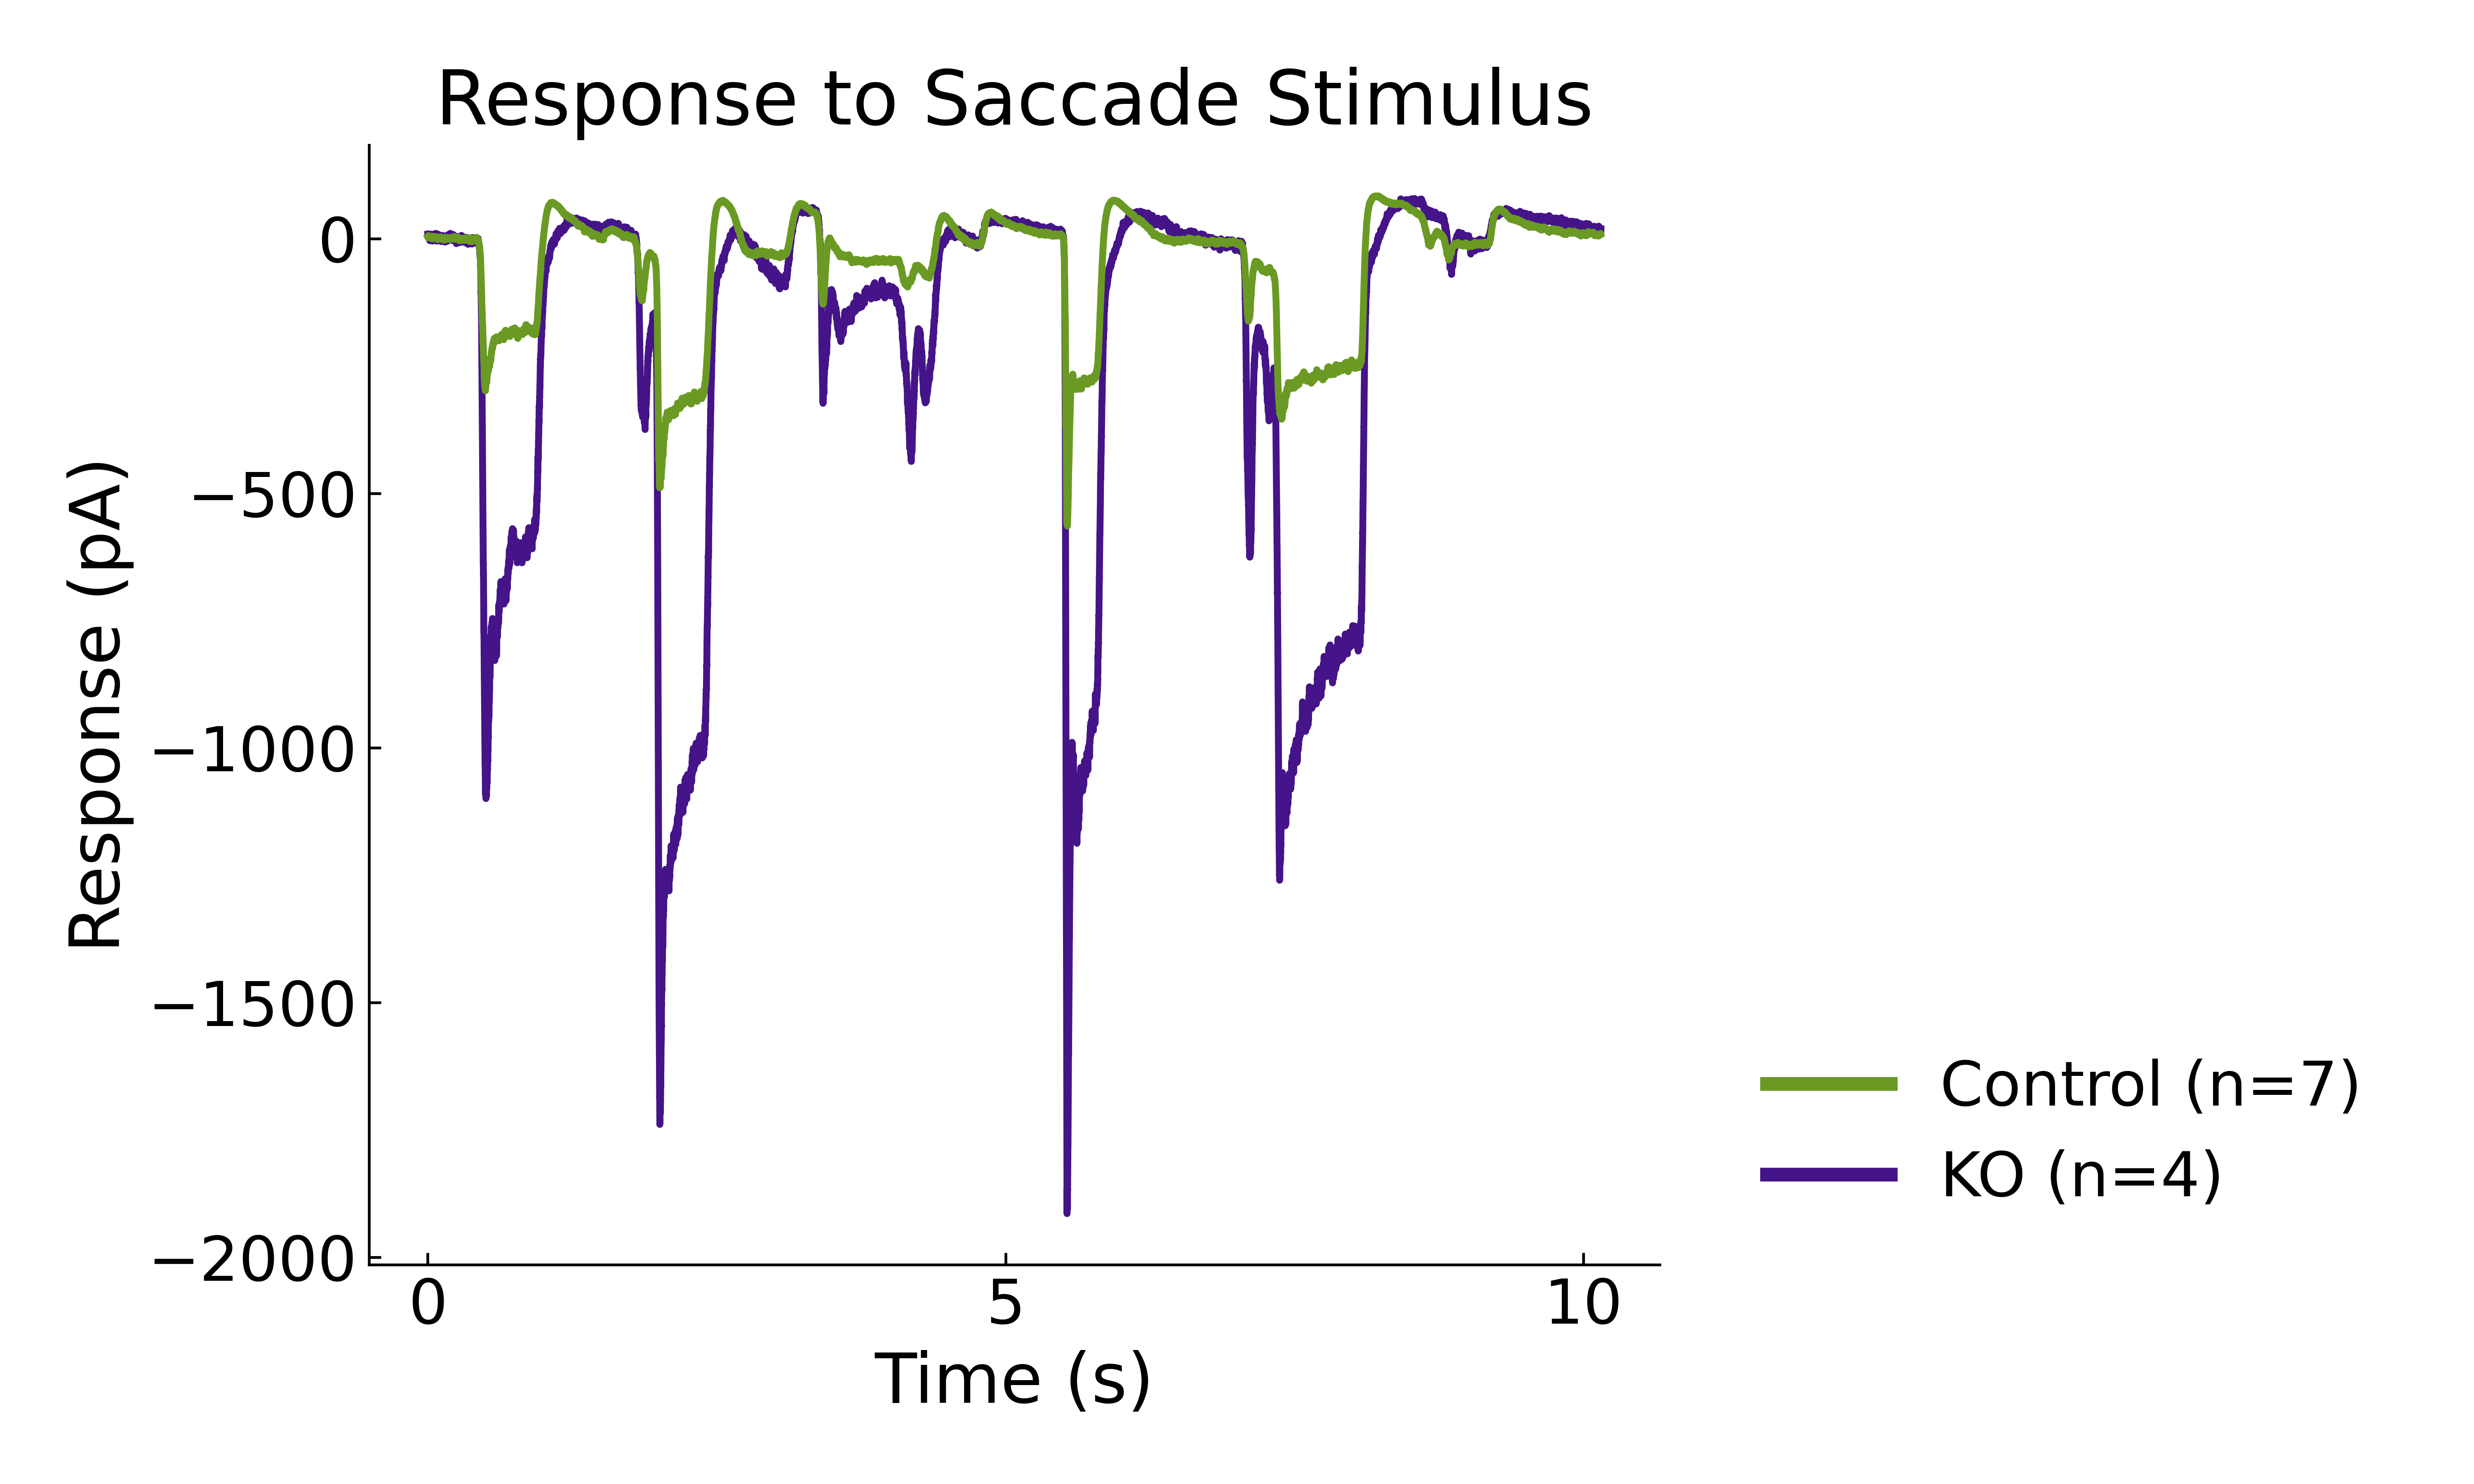 Response to Saccade Stimulus
Response (pA)
0
−500
−1000
−1500
−2000
0 5 10
Time (s)
Control (n=7)
KO (n=4)